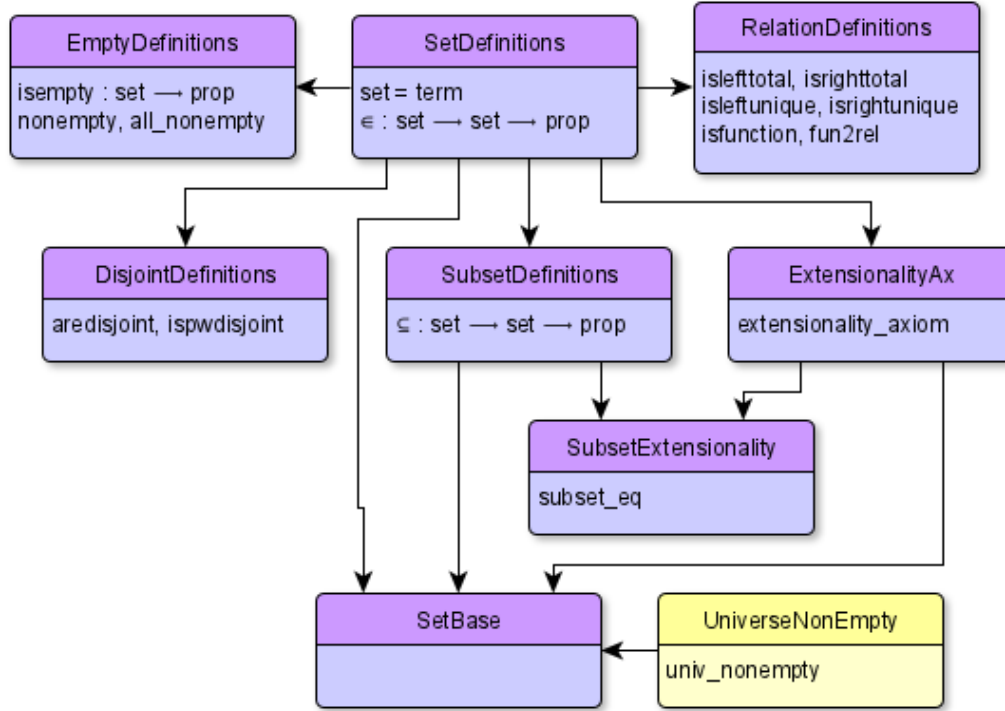 EmptyDefinitions
isempty : set ⟶ prop
nonempty, all_nonempty
SetDefinitions
set = term
∈ : set ⟶ set ⟶ prop
RelationDefinitions
islefttotal, isrighttotal
isleftunique, isrightunique
isfunction, fun2rel
DisjointDefinitions
aredisjoint, ispwdisjoint
SubsetDefinitions
⊆ : set ⟶ set ⟶ prop
ExtensionalityAx
extensionality_axiom
SubsetExtensionality
subset_eq
SetBase
UniverseNonEmpty
univ_nonempty